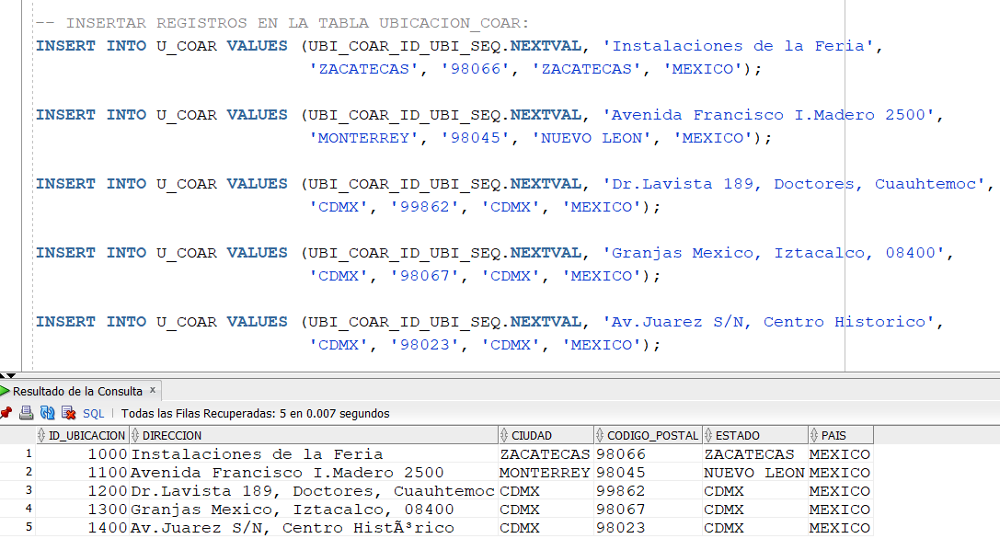 -- INSERTAR REGISTROS EN LA TABLA UBICACION_COAR:
INSERT INTO U_COAR VALUES (UBI_COAR_ID_UBI_SEQ.NEXTVAL, 'Instalaciones de la Feria',
'ZACATECAS', '98066', 'ZACATECAS', 'MEXICO');
INSERT INTO U_COAR VALUES (UBI_COAR_ID_UBI_SEQ.NEXTVAL, 'Avenida Francisco I.Madero 2500',
'MONTERREY', '98045', 'NUEVO LEON', 'MEXICO');
INSERT INTO U_COAR VALUES (UBI_COAR_ID_UBI_SEQ.NEXTVAL, 'Dr.Lavista 189, Doctores, Cuauhtemoc',
'CDMX', '99862', 'CDMX', 'MEXICO');
INSERT INTO U_COAR VALUES (UBI_COAR_ID_UBI_SEQ.NEXTVAL, 'Granjas Mexico, Iztacalco, 08400',
'CDMX', '98067', 'CDMX', 'MEXICO');
INSERT INTO U_COAR VALUES (UBI_COAR_ID_UBI_SEQ.NEXTVAL, 'Av.Juarez S/N, Centro Historico',
'CDMX', '98023', 'CDMX', 'MEXICO');
Resultado de la Consulta x
SQL | Todas las Filas Recuperadas: 5 en 0.007 segundos
ID_UBICACION DIRECCION CIUDAD CODIGO_POSTAL ESTADO PAIS
1 1000 Instalaciones de la Feria ZACATECAS 98066 ZACATECAS MEXICO
2 1100 Avenida Francisco I.Madero 2500 MONTERREY 98045 NUEVO LEON MEXICO
3 1200 Dr.Lavista 189, Doctores, Cuauhtemoc CDMX 99862 CDMX MEXICO
4 1300 Granjas Mexico, Iztacalco, 08400 CDMX 98067 CDMX MEXICO
5 1400 Av.Juarez S/N, Centro HistÃ³rico CDMX 98023 CDMX MEXICO